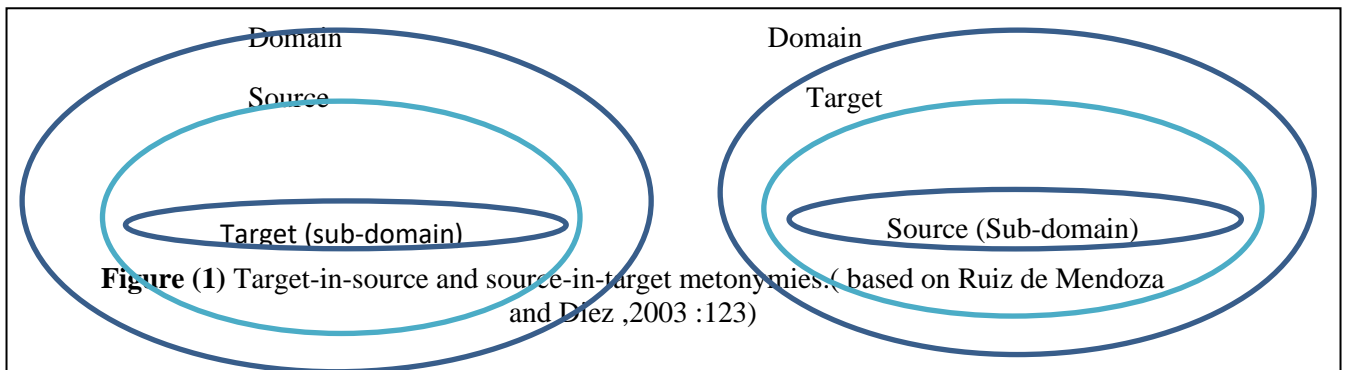 Domain Domain
Source Target
Target (sub-domain) Source (Sub-domain)
Figure (1) Target-in-source and source-in-target metonymies.( based on Ruiz de Mendoza
and Diez ,2003 :123)